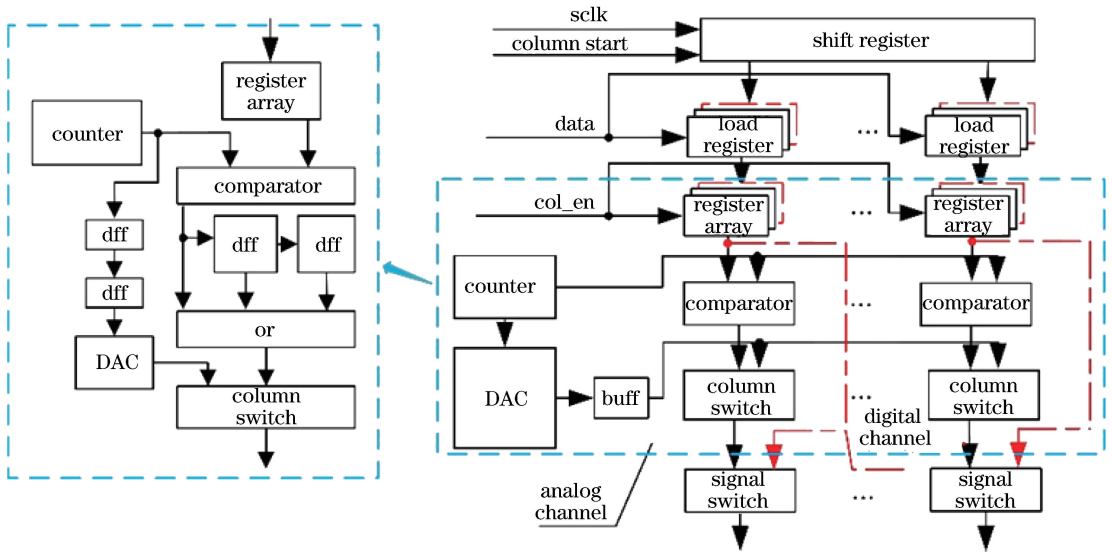 register
array
counter
comparator
dff
dff
dff
dff
or
DAC
column
switch
sclk
column start
shift register
data
load
register
...
load
register
col_en
register
array
...
register
array
counter
comparator
...
comparator
DAC
buff
column
switch
...
column
switch
digital
channel
analog
channel
signal
switch
...
signal
switch